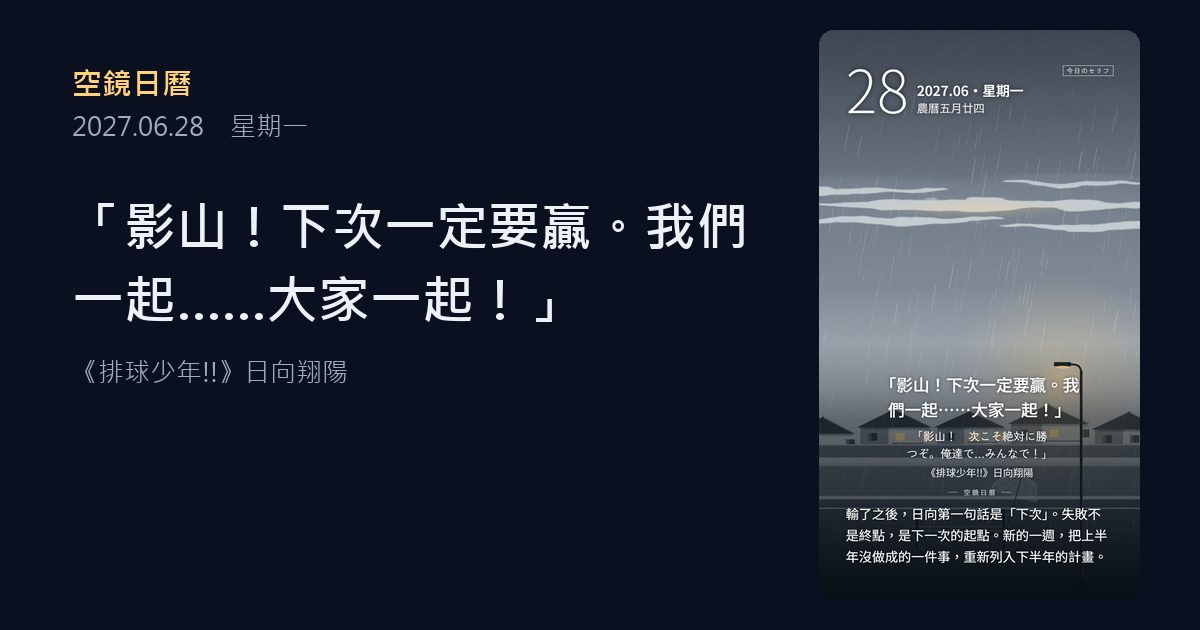 空鏡日曆
2027.06.28 星期一
「影山！下次一定要贏。我們
一起……大家一起！」
《排球少年!!》日向翔陽
今日のセリフ
28
2027.06・星期一
農曆五月廿四
「影山！下次一定要贏。我
們一起……大家一起！」
「影山！　次こそ絶対に勝
つぞ。俺達で…みんなで！」
《排球少年!!》日向翔陽
— 空鏡日曆 —
輸了之後，日向第一句話是「下次」。失敗不
是終點，是下一次的起點。新的一週，把上半
年沒做成的一件事，重新列入下半年的計畫。